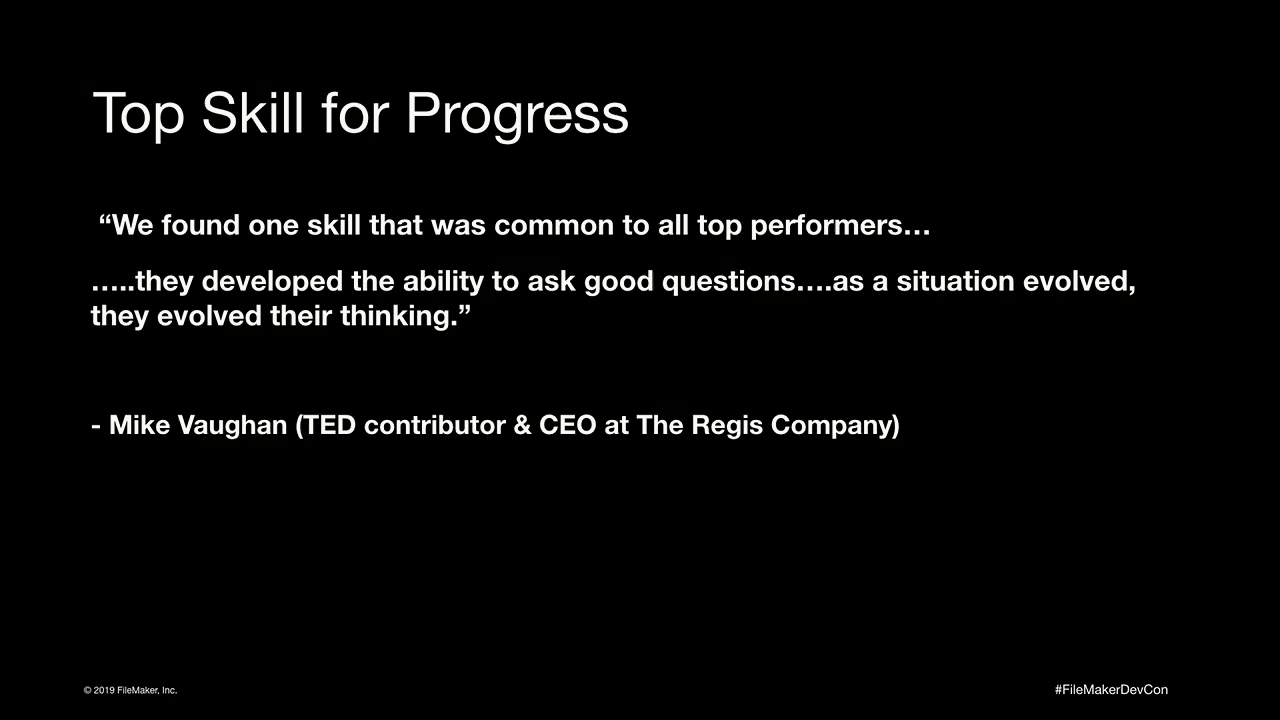 Top Skill for Progress
“We found one skill that was common to all top performers…
…..they developed the ability to ask good questions….as a situation evolved,
they evolved their thinking.”
- Mike Vaughan (TED contributor & CEO at The Regis Company)
© 2019 FileMaker, Inc.
#FileMakerDevCon